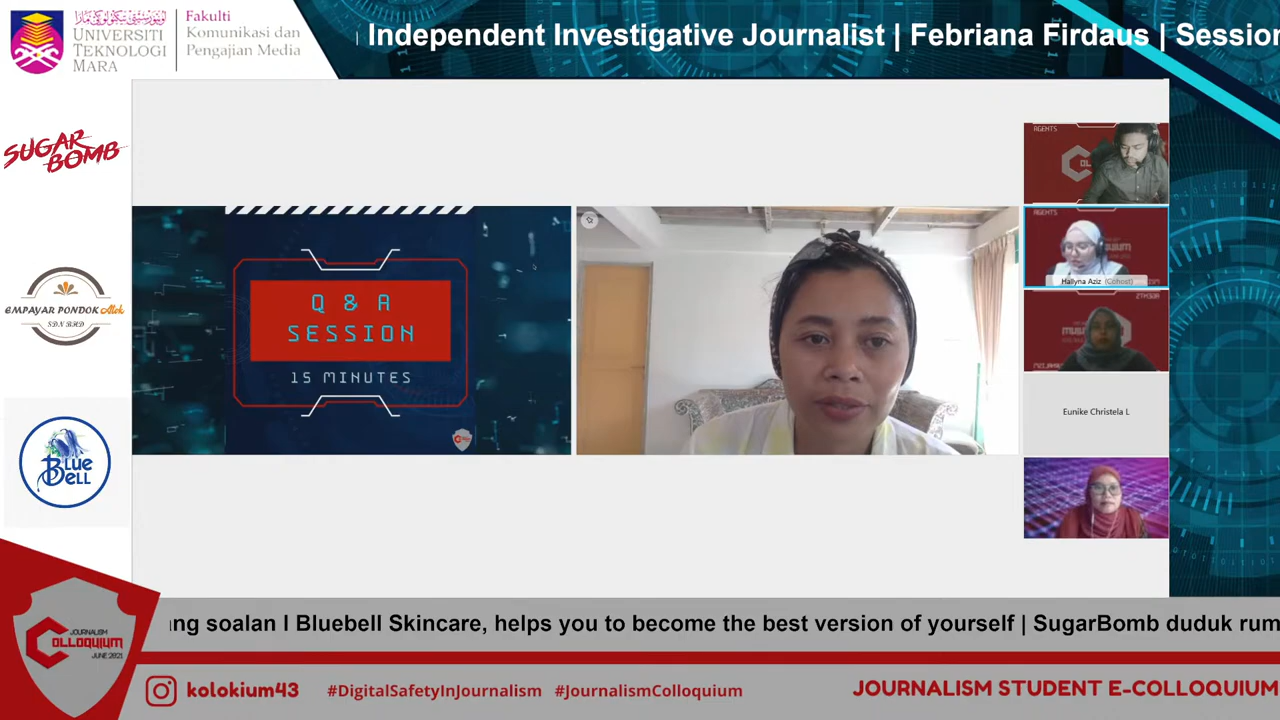 UNIVERSITI
TEKNOLOGI
MARA
Fakulti
Komunikasi dan
Pengajian Media
Independent Investigative Journalist | Febriana Firdaus | Session
SUGAR
BOMB
EMPAYAR PONDOK Atok
SDN BHD
BLUE
BELL
Q & A
SESSION
15 MINUTES
AGENTS
AGENTS
Hallyna Aziz (Cohost)
Eunike Christela L
ng soalan I Bluebell Skincare, helps you to become the best version of yourself | SugarBomb duduk rum
JOURNALISM
COLLOQUIUM
JUNE 2021
kolokium43
#DigitalSafetyInJournalism #JournalismColloquium
JOURNALISM STUDENT E-COLLOQUIUM